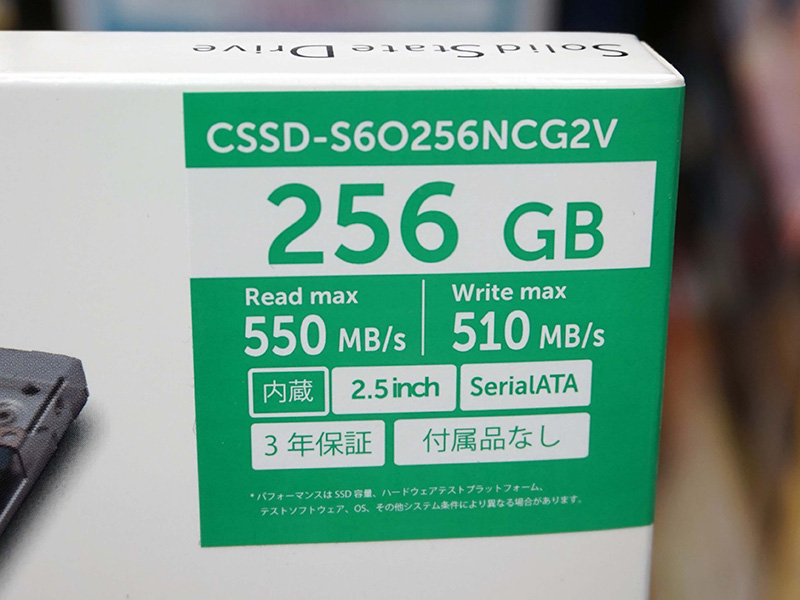 Solid State Drive
CSSD-S6O256NCG2V
256 GB
Read max
550 MB/s
Write max
510 MB/s
内蔵
2.5inch
SerialATA
3年保証
付属品なし
*パフォーマンスはSSD容量、ハードウェアテストプラットフォーム、
テストソフトウェア、OS、その他システム条件により異なる場合があります。